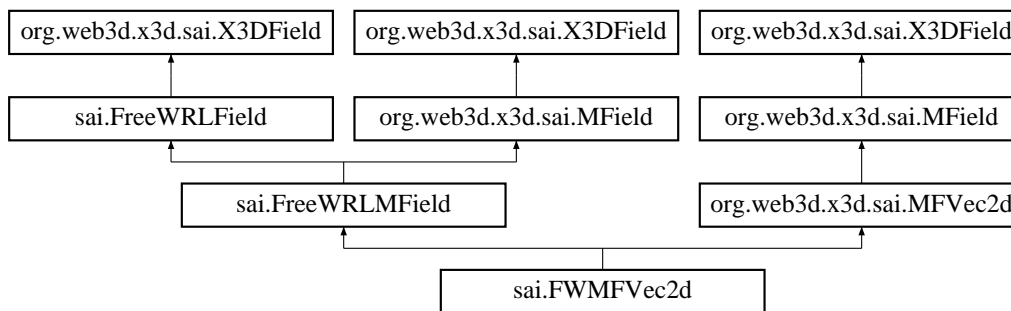 org.web3d.x3d.sai.X3DField org.web3d.x3d.sai.X3DField org.web3d.x3d.sai.X3DField
sai.FreeWRLField org.web3d.x3d.sai.MField org.web3d.x3d.sai.MField
sai.FreeWRLMField org.web3d.x3d.sai.MFVec2d
sai.FWMFVec2d